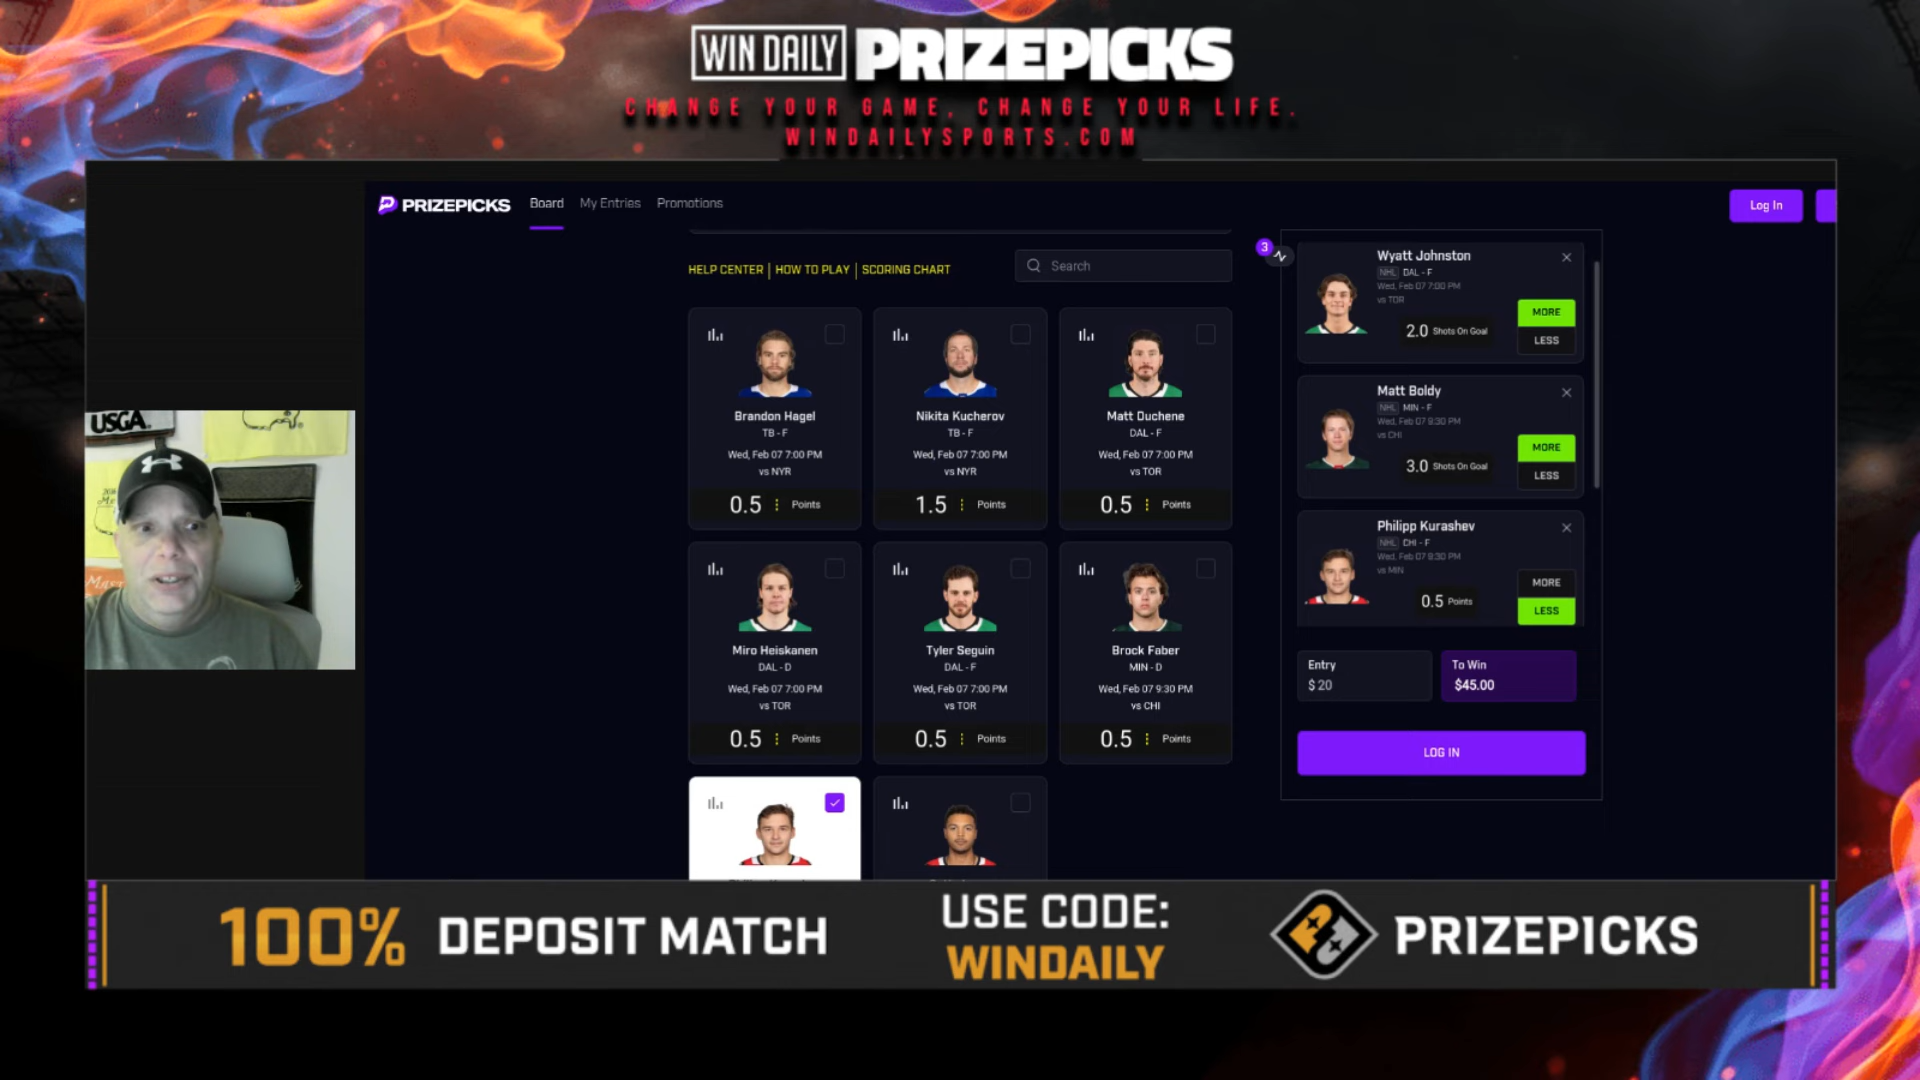 WIN DAILY PRIZEPICKS
CHANGE YOUR GAME, CHANGE YOUR LIFE.
WINDAILYSPORTS.COM
PRIZEPICKS Board My Entries Promotions
Log In
HELP CENTER | HOW TO PLAY | SCORING CHART
Search
Brandon Hagel
TB - F
Wed, Feb 07 7:00 PM
vs NYR
0.5 Points
Nikita Kucherov
TB - F
Wed, Feb 07 7:00 PM
vs NYR
1.5 Points
Matt Duchene
DAL - F
Wed, Feb 07 7:00 PM
vs TOR
0.5 Points
Miro Heiskanen
DAL - D
Wed, Feb 07 7:00 PM
vs TOR
0.5 Points
Tyler Seguin
DAL - F
Wed, Feb 07 7:00 PM
vs TOR
0.5 Points
Brock Faber
MIN - D
Wed, Feb 07 9:30 PM
vs CHI
0.5 Points
3
Wyatt Johnston
NHL DAL - F
Wed, Feb 07 7:00 PM
vs TOR
2.0 Shots On Goal
MORE
LESS
Matt Boldy
NHL MIN - F
Wed, Feb 07 9:30 PM
vs CHI
3.0 Shots On Goal
MORE
LESS
Philipp Kurashev
NHL CHI - F
Wed, Feb 07 9:30 PM
vs MIN
0.5 Points
MORE
LESS
Entry
$ 20
To Win
$45.00
LOG IN
USGA
100% DEPOSIT MATCH
USE CODE:
WINDAILY
PRIZEPICKS